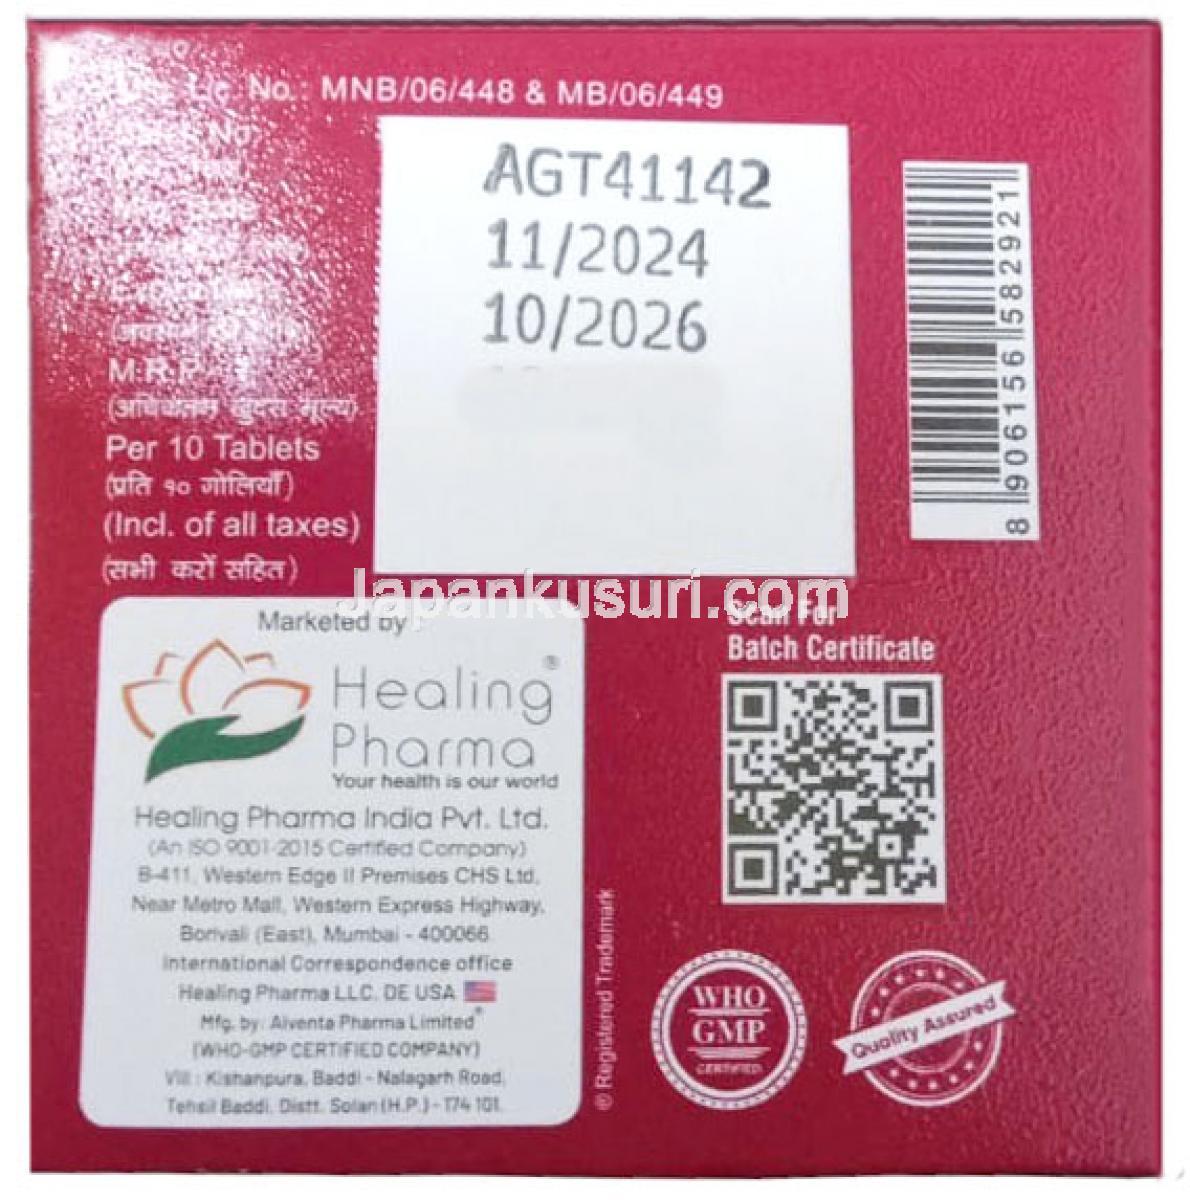 Lic. No.: MNB/06/448 & MB/06/449
No.
AGT41142
11/2024
10/2026
M.R.P.
(अधिकतम खुदरा मूल्य)
Per 10 Tablets
(प्रति १० गोलियाँ)
(Incl. of all taxes)
(सभी करों सहित)
8 906156 582921
Japankusuri.com
Marketed by :
Healing®
Pharma
Your health is our world
Healing Pharma India Pvt. Ltd.
(An ISO 9001-2015 Certified Company)
B-411, Western Edge II Premises CHS Ltd,
Near Metro Mall, Western Express Highway,
Borivali (East), Mumbai - 400066.
International Correspondence office
Healing Pharma LLC. DE USA
Mfg. by: Alventa Pharma Limited®
(WHO-GMP CERTIFIED COMPANY)
Vill : Kishanpura, Baddi - Nalagarh Road,
Tehsil Baddi, Distt. Solan (H.P.) - 174 101.
® Registered Trademark
Scan For
Batch Certificate
WHO
GMP
CERTIFIED
Quality Assured